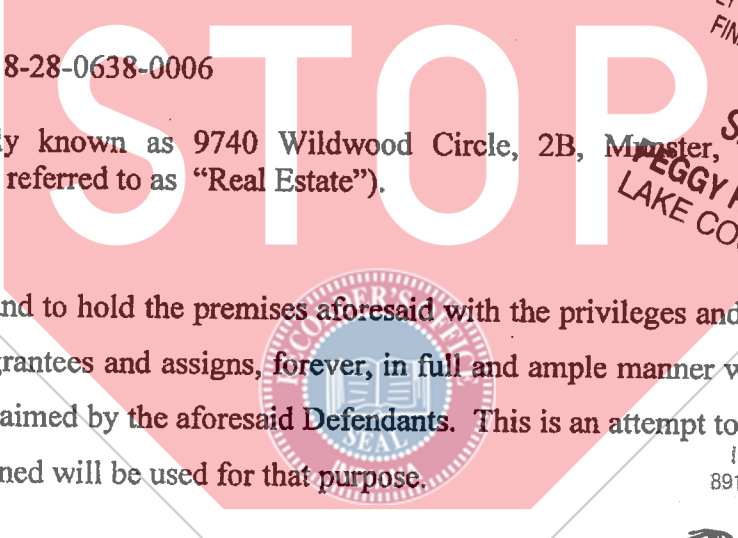 STOP
FIN
8-28-0638-0006
y known as 9740 Wildwood Circle, 2B, Munster,
referred to as "Real Estate").
PEGGY
LAKE CO
nd to hold the premises aforesaid with the privileges and
rantees and assigns, forever, in full and ample manner w
aimed by the aforesaid Defendants. This is an attempt to
ned will be used for that purpose.
891
RECORDER'S OFFICE
SEAL